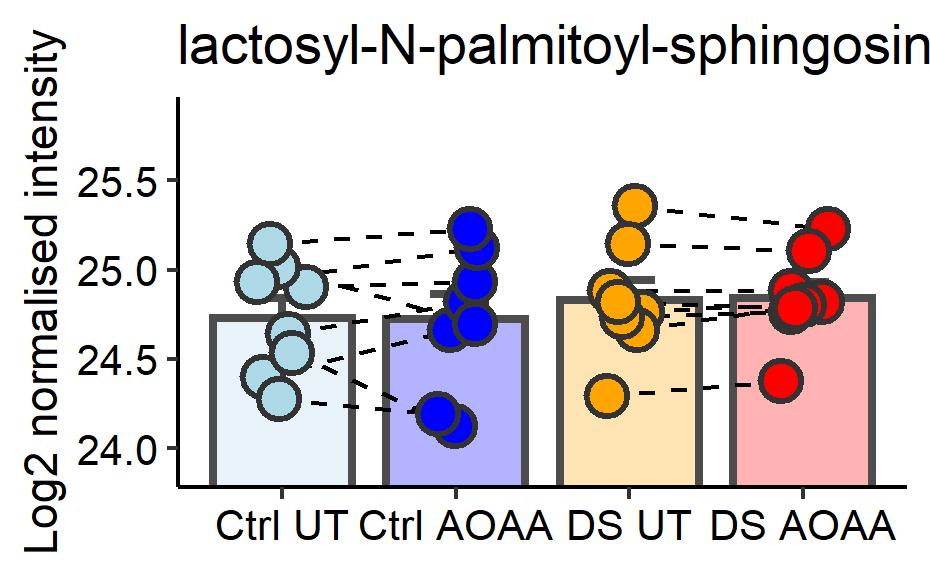 lactosyl-N-palmitoyl-sphingosin
Log2 normalised intensity
25.5
25.0
24.5
24.0
Ctrl UT Ctrl AOAA DS UT DS AOAA